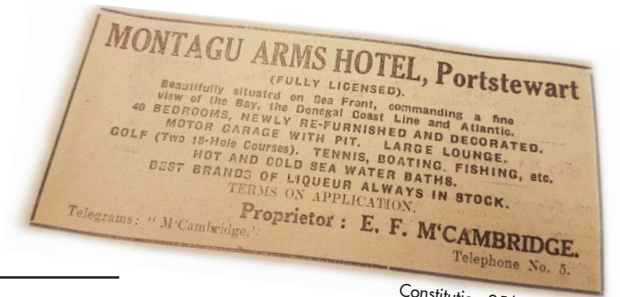 MONTAGU ARMS HOTEL, Portstewart
(FULLY LICENSED).
Beautifully situated on Sea Front, commanding a fine
view of the Bay, the Donegal Coast Line and Atlantic.
40 BEDROOMS, NEWLY RE-FURNISHED AND DECORATED.
MOTOR GARAGE WITH PIT. LARGE LOUNGE.
GOLF (Two 18-Hole Courses). TENNIS, BOATING, FISHING, etc.
HOT AND COLD SEA WATER BATHS.
BEST BRANDS OF LIQUEUR ALWAYS IN STOCK.
TERMS ON APPLICATION.
Proprietor : E. F. M'CAMBRIDGE.
Telegrams: "M'Cambridge."
Telephone No. 5.
Constitution